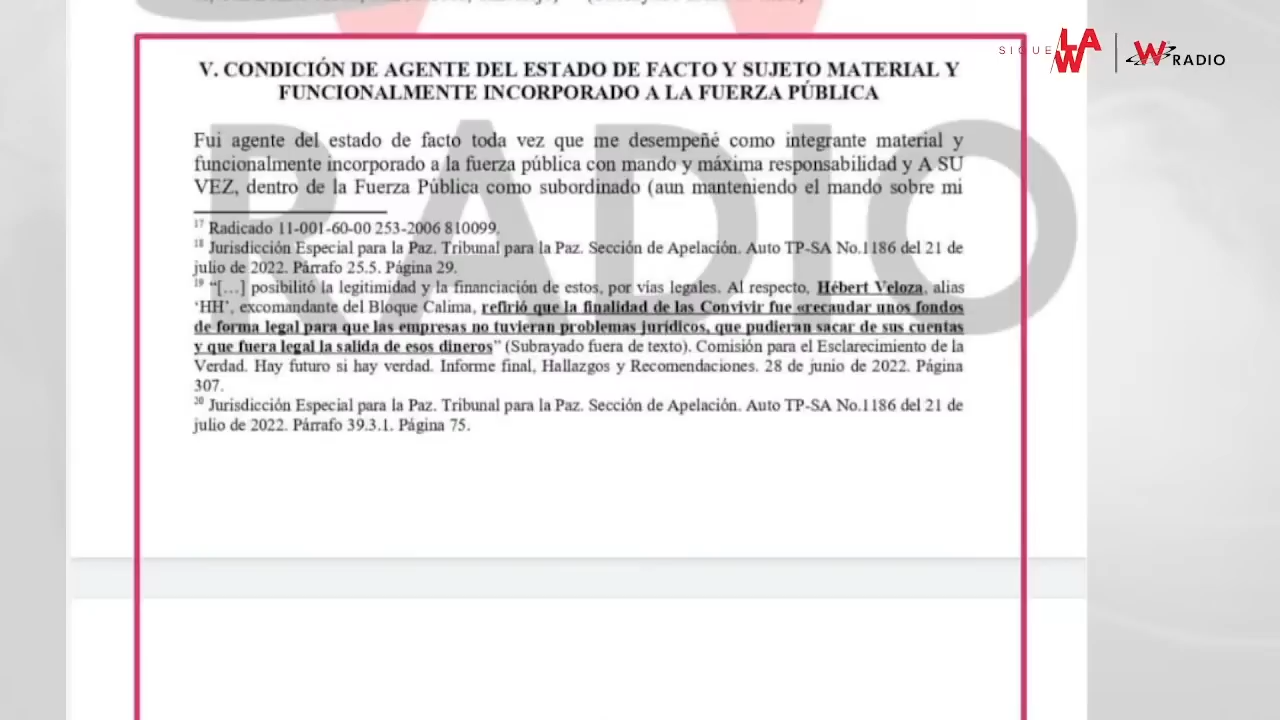 SIGUE LA W
W RADIO
V. CONDICIÓN DE AGENTE DEL ESTADO DE FACTO Y SUJETO MATERIAL Y
FUNCIONALMENTE INCORPORADO A LA FUERZA PÚBLICA
Fui agente del estado de facto toda vez que me desempeñé como integrante material y
funcionalmente incorporado a la fuerza pública con mando y máxima responsabilidad y A SU
VEZ, dentro de la Fuerza Pública como subordinado (aun manteniendo el mando sobre mi
17 Radicado 11-001-60-00 253-2006 810099.
18 Jurisdicción Especial para la Paz. Tribunal para la Paz. Sección de Apelación. Auto TP-SA No.1186 del 21 de
julio de 2022. Párrafo 25.5. Página 29.
19 “[…] posibilitó la legitimidad y la financiación de estos, por vías legales. Al respecto, Hébert Veloza, alias
‘HH’, excomandante del Bloque Calima, refirió que la finalidad de las Convivir fue «recaudar unos fondos
de forma legal para que las empresas no tuvieran problemas jurídicos, que pudieran sacar de sus cuentas
y que fuera legal la salida de esos dineros” (Subrayado fuera de texto). Comisión para el Esclarecimiento de la
Verdad. Hay futuro si hay verdad. Informe final, Hallazgos y Recomendaciones. 28 de junio de 2022. Página
307.
20 Jurisdicción Especial para la Paz. Tribunal para la Paz. Sección de Apelación. Auto TP-SA No.1186 del 21 de
julio de 2022. Párrafo 39.3.1. Página 75.
RADIO